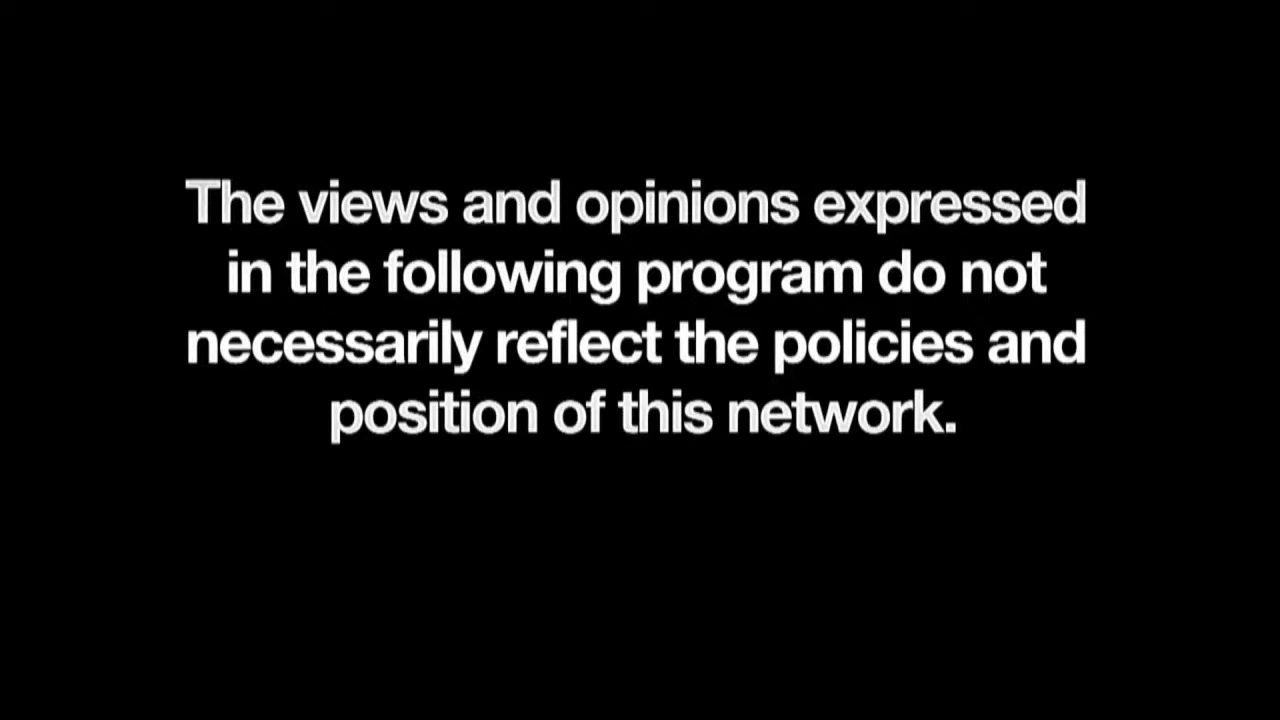 The views and opinions expressed
in the following program do not
necessarily reflect the policies and
position of this network.